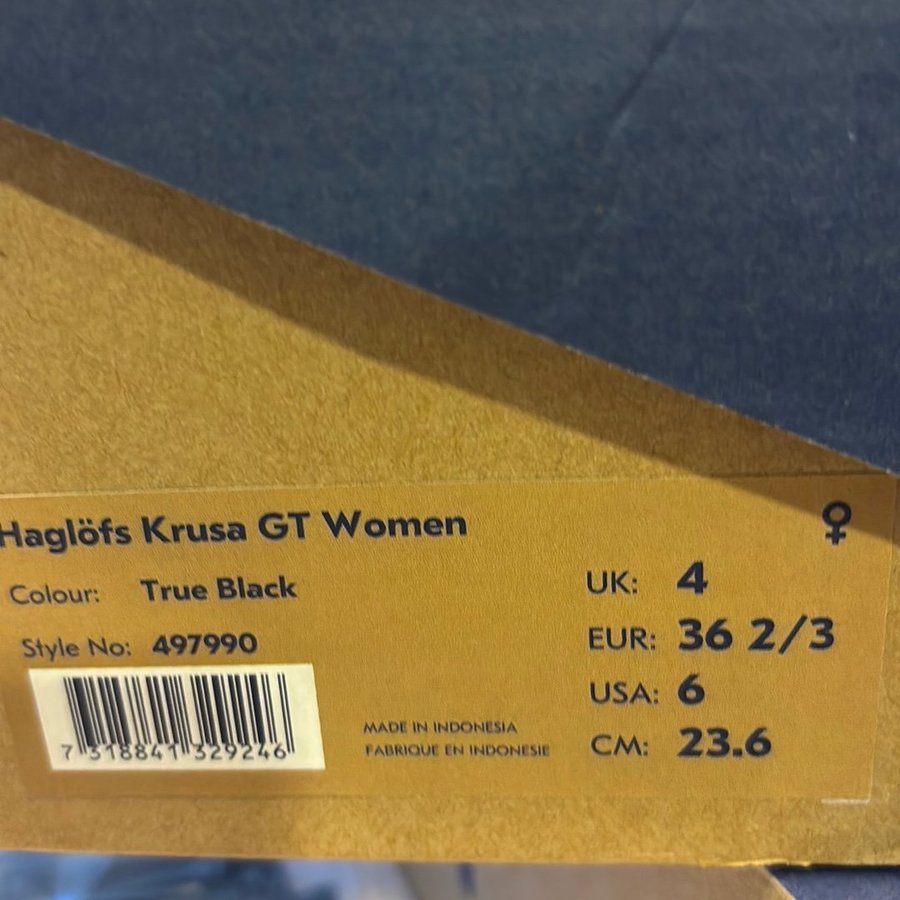 Haglöfs Krusa GT Women
♀
Colour: True Black
Style No: 497990
7 318841 329246
MADE IN INDONESIA
FABRIQUE EN INDONESIE
UK: 4
EUR: 36 2/3
USA: 6
CM: 23.6